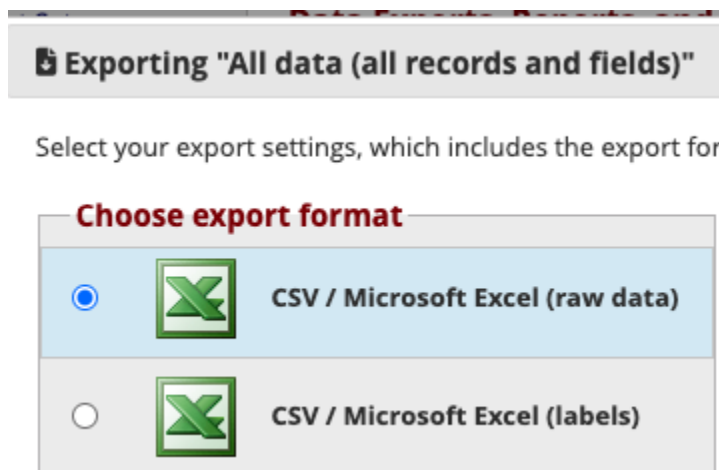 Exporting "All data (all records and fields)"
Select your export settings, which includes the export for
Choose export format
CSV / Microsoft Excel (raw data)
CSV / Microsoft Excel (labels)